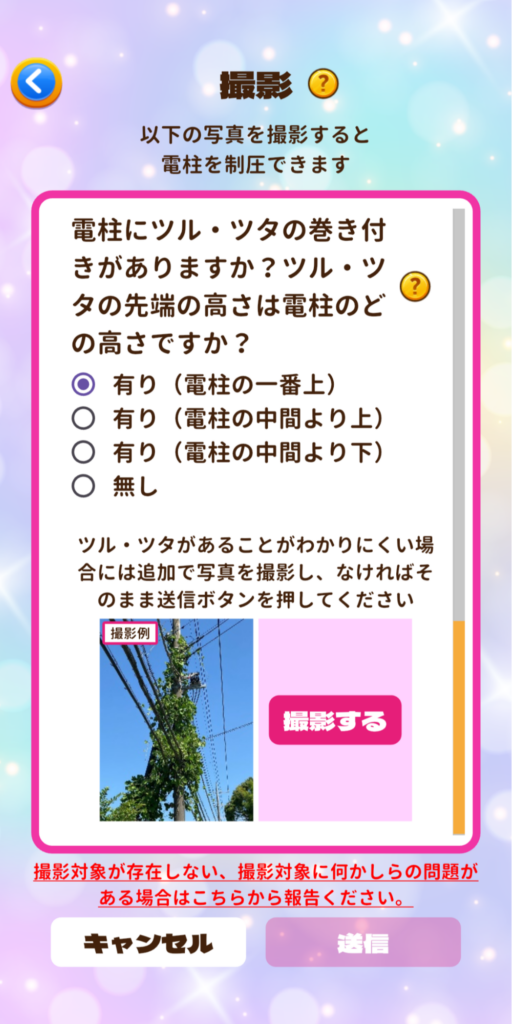 撮影
?
以下の写真を撮影すると
電柱を制圧できます
電柱にツル・ツタの巻き付
きがありますか？ツル・ツ
タの先端の高さは電柱のど
の高さですか？
?
有り（電柱の一番上）
有り（電柱の中間より上）
有り（電柱の中間より下）
無し
ツル・ツタがあることがわかりにくい場
合には追加で写真を撮影し、なければそ
のまま送信ボタンを押してください
撮影例
撮影する
撮影対象が存在しない、撮影対象に何かしらの問題が
ある場合はこちらから報告ください。
キャンセル
送信